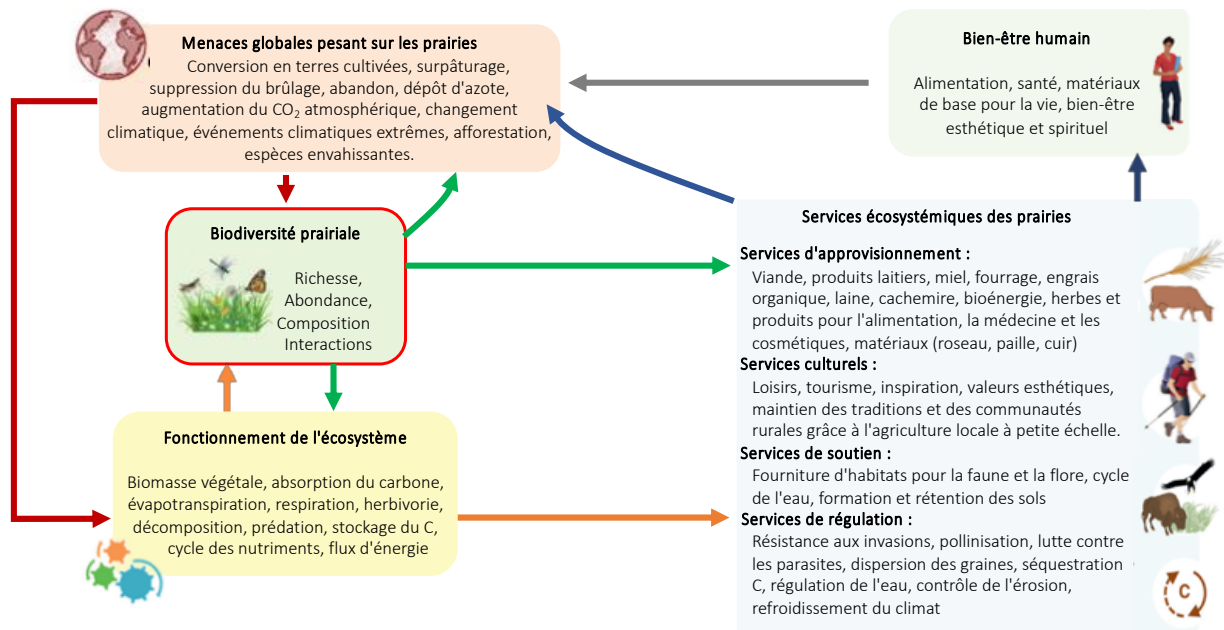 Menaces globales pesant sur les prairies
Conversion en terres cultivées, surpâturage,
suppression du brûlage, abandon, dépôt d'azote,
augmentation du CO₂ atmosphérique, changement
climatique, événements climatiques extrêmes, afforestation,
espèces envahissantes.
Bien-être humain
Alimentation, santé, matériaux
de base pour la vie, bien-être
esthétique et spirituel
Biodiversité prairiale
Richesse,
Abondance,
Composition
Interactions
Fonctionnement de l'écosystème
Biomasse végétale, absorption du carbone,
évapotranspiration, respiration, herbivorie,
décomposition, prédation, stockage du C,
cycle des nutriments, flux d'énergie
Services écosystémiques des prairies
Services d'approvisionnement :
Viande, produits laitiers, miel, fourrage, engrais
organique, laine, cachemire, bioénergie, herbes et
produits pour l'alimentation, la médecine et les
cosmétiques, matériaux (roseau, paille, cuir)
Services culturels :
Loisirs, tourisme, inspiration, valeurs esthétiques,
maintien des traditions et des communautés
rurales grâce à l'agriculture locale à petite échelle.
Services de soutien :
Fourniture d'habitats pour la faune et la flore, cycle
de l'eau, formation et rétention des sols
Services de régulation :
Résistance aux invasions, pollinisation, lutte contre
les parasites, dispersion des graines, séquestration
C, régulation de l'eau, contrôle de l'érosion,
refroidissement du climat
C